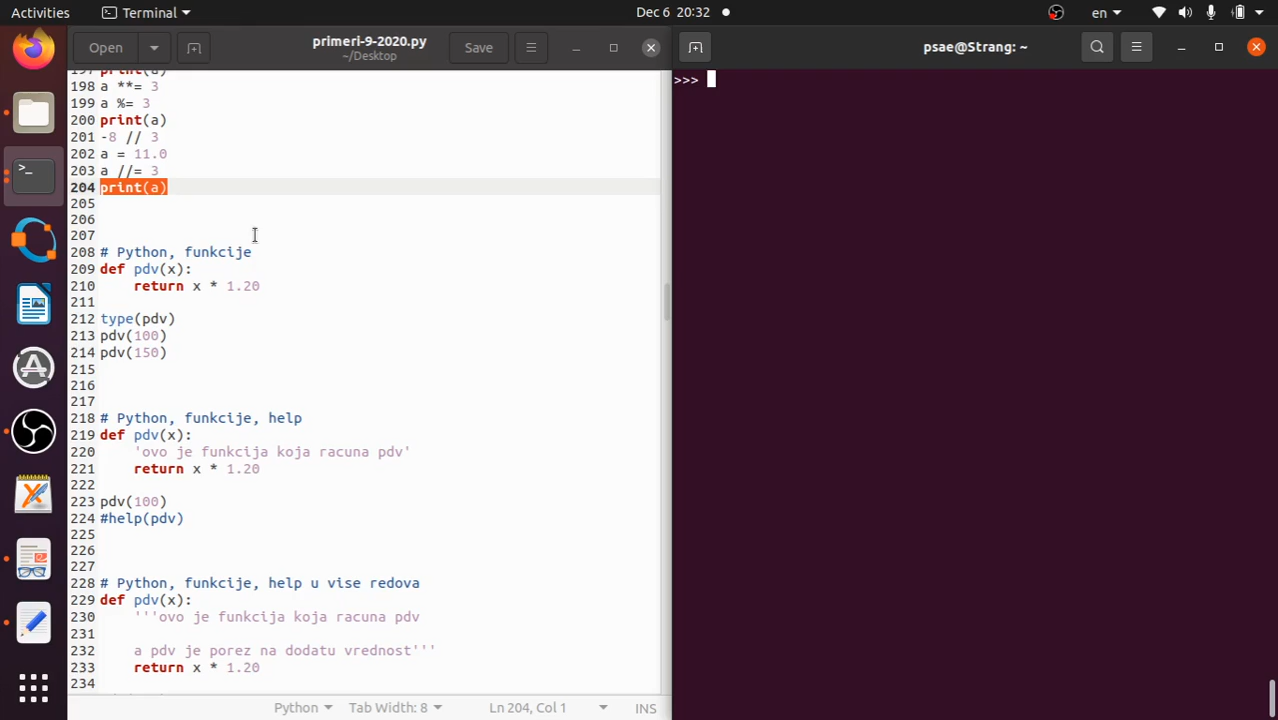 Activities
Terminal
Dec 6 20:32
en
Open
primeri-9-2020.py
~/Desktop
Save
psae@Strang: ~
197 print(a)
198 a **= 3
199 a %= 3
200 print(a)
201 -8 // 3
202 a = 11.0
203 a //= 3
204 print(a)
205
206
207
208 # Python, funkcije
209 def pdv(x):
210     return x * 1.20
211
212 type(pdv)
213 pdv(100)
214 pdv(150)
215
216
217
218 # Python, funkcije, help
219 def pdv(x):
220     'ovo je funkcija koja racuna pdv'
221     return x * 1.20
222
223 pdv(100)
224 #help(pdv)
225
226
227
228 # Python, funkcije, help u vise redova
229 def pdv(x):
230     '''ovo je funkcija koja racuna pdv
231
232     a pdv je porez na dodatu vrednost'''
233     return x * 1.20
234
Python
Tab Width: 8
Ln 204, Col 1
INS
>>>